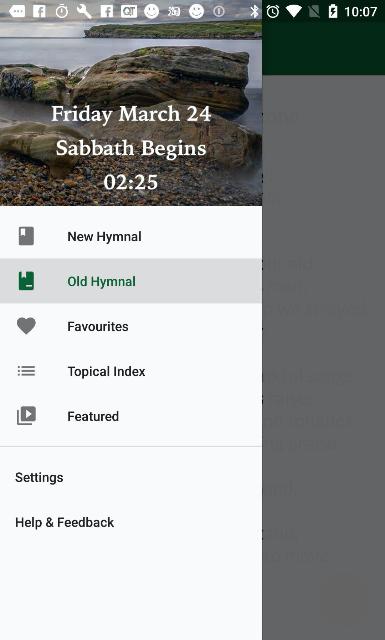 QT
10:07
Friday March 24
Sabbath Begins
02:25
New Hymnal
Old Hymnal
Favourites
Topical Index
Featured
Settings
Help & Feedback